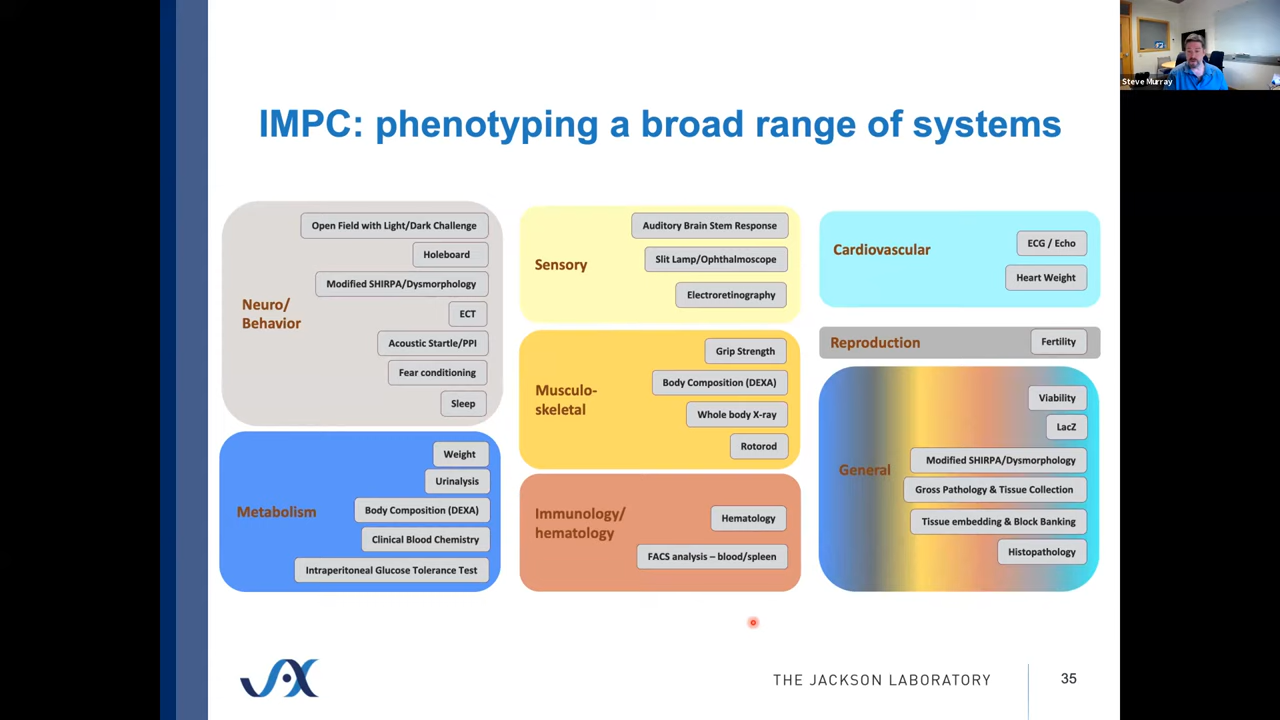 Steve Murray
IMPC: phenotyping a broad range of systems
Neuro/
Behavior
Open Field with Light/Dark Challenge
Holeboard
Modified SHIRPA/Dysmorphology
ECT
Acoustic Startle/PPI
Fear conditioning
Sleep
Metabolism
Weight
Urinalysis
Body Composition (DEXA)
Clinical Blood Chemistry
Intraperitoneal Glucose Tolerance Test
Sensory
Auditory Brain Stem Response
Slit Lamp/Ophthalmoscope
Electroretinography
Musculo-
skeletal
Grip Strength
Body Composition (DEXA)
Whole body X-ray
Rotorod
Immunology/
hematology
Hematology
FACS analysis – blood/spleen
Cardiovascular
ECG / Echo
Heart Weight
Reproduction
Fertility
General
Viability
LacZ
Modified SHIRPA/Dysmorphology
Gross Pathology & Tissue Collection
Tissue embedding & Block Banking
Histopathology
JAX
THE JACKSON LABORATORY
35